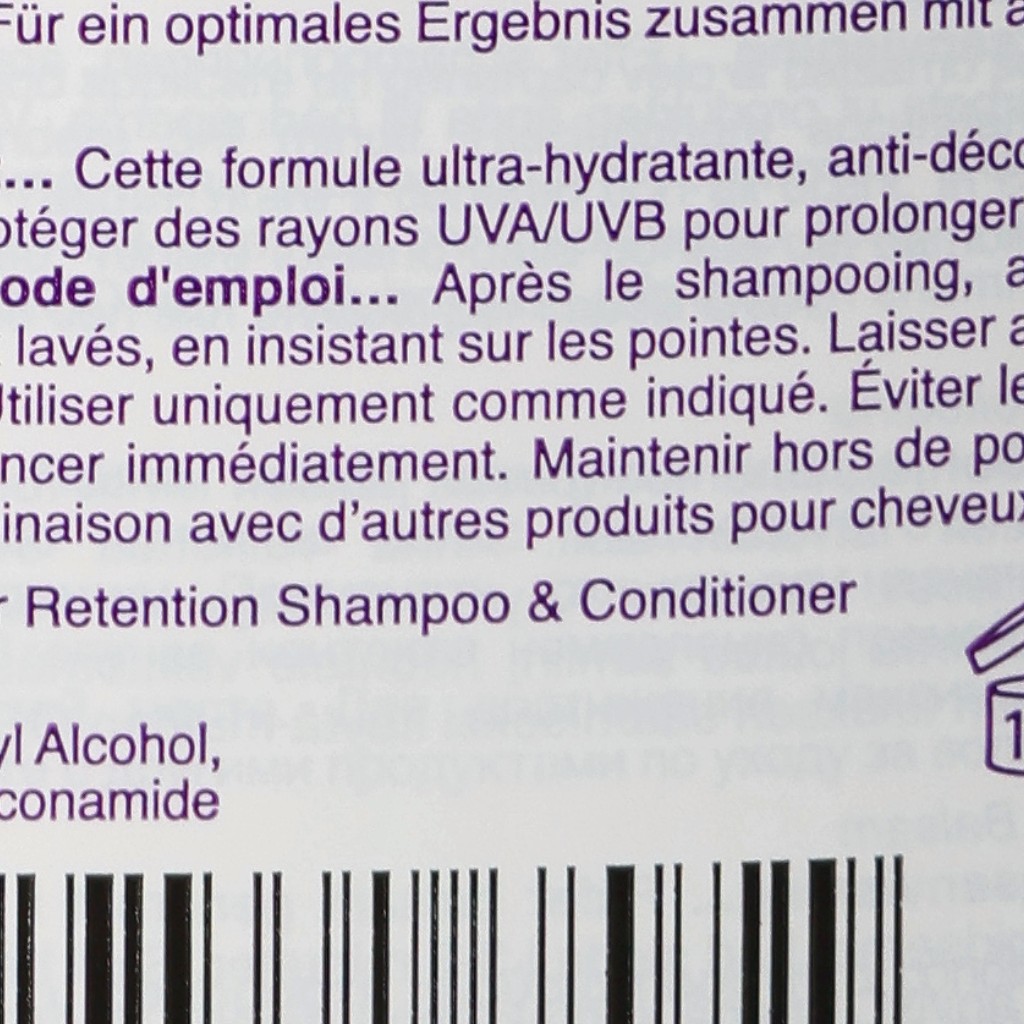 Für ein optimales Ergebnis zusammen mit
... Cette formule ultra-hydratante, anti-déco
otéger des rayons UVA/UVB pour prolonger
ode d'emploi... Après le shampooing, a
lavés, en insistant sur les pointes. Laisser a
Utiliser uniquement comme indiqué. Éviter le
ncer immédiatement. Maintenir hors de po
inaison avec d’autres produits pour cheveux
r Retention Shampoo & Conditioner
yl Alcohol,
conamide
1